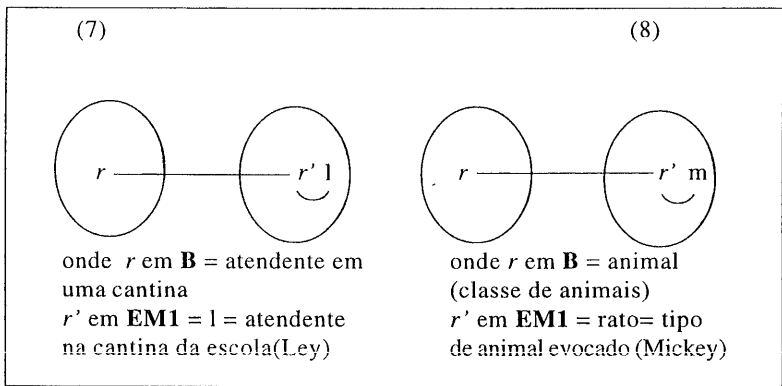 (7) (8)
r r' l r r' m
onde r em B = atendente em
uma cantina
r' em EM1 = l = atendente
na cantina da escola(Ley)
onde r em B = animal
(classe de animais)
r' em EM1 = rato= tipo
de animal evocado (Mickey)